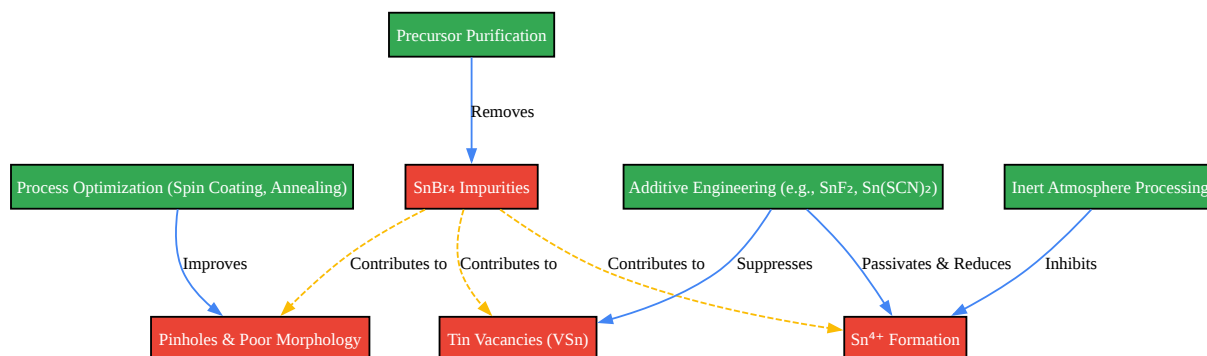 Precursor Purification
Removes
Process Optimization (Spin Coating, Annealing)
SnBr₄ Impurities
Additive Engineering (e.g., SnF₂, Sn(SCN)₂)
Inert Atmosphere Processing
Improves
Contributes to
Contributes to
Contributes to
Suppresses
Passivates & Reduces
Inhibits
Pinholes & Poor Morphology
Tin Vacancies (VSn)
Sn⁴⁺ Formation